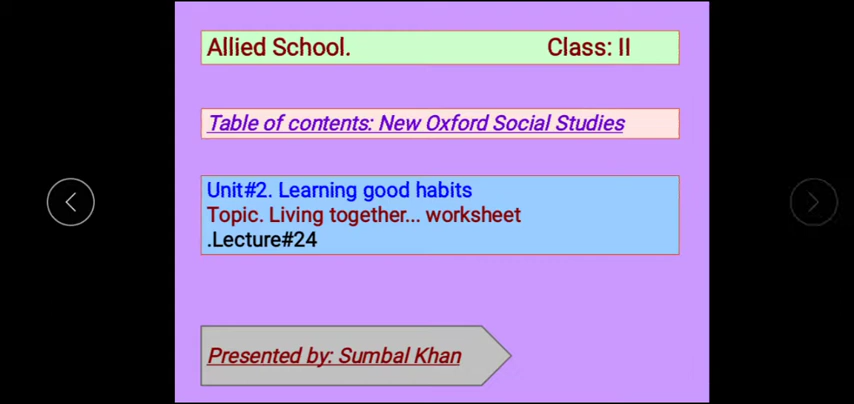 Allied School. Class: II
Table of contents: New Oxford Social Studies
Unit#2. Learning good habits
Topic. Living together... worksheet
.Lecture#24
Presented by: Sumbal Khan